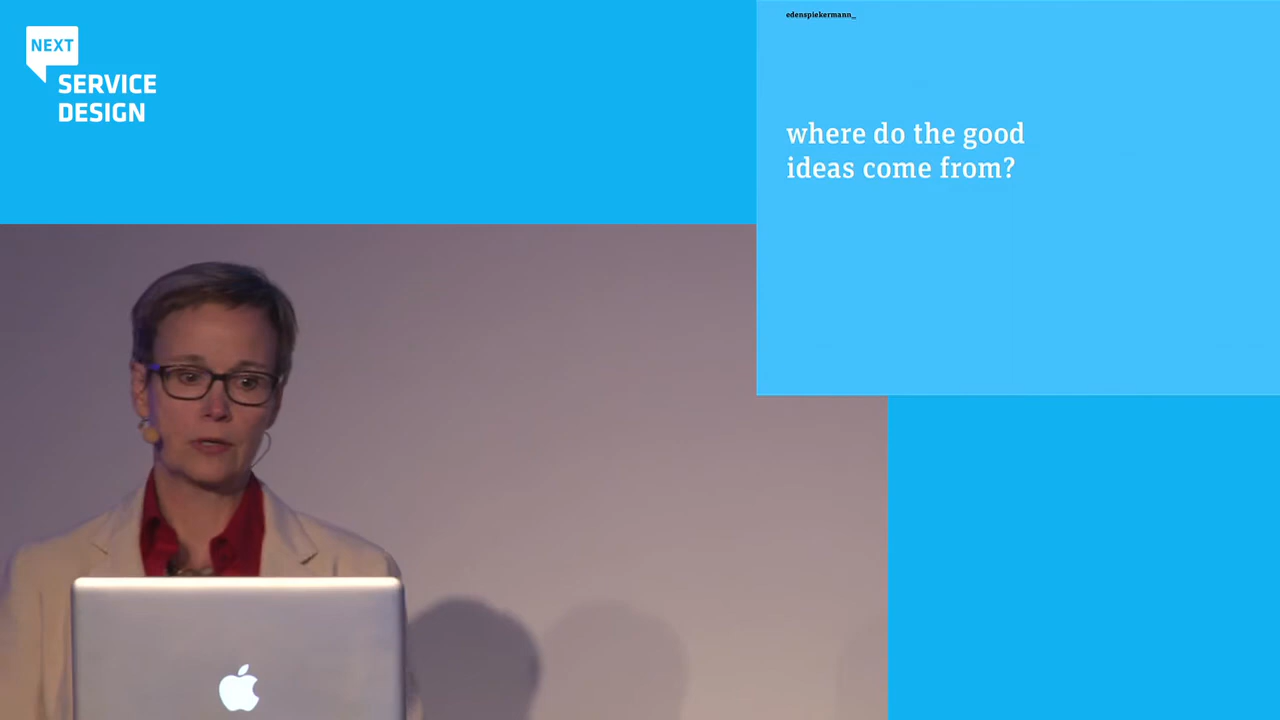 NEXT
SERVICE
DESIGN
edenspiekermann_
where do the good
ideas come from?